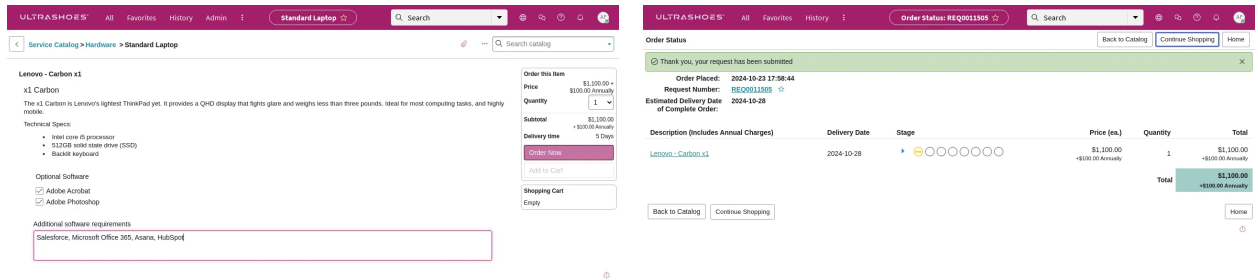 ULTRASHOES All Favorites History Admin Standard Laptop Search
Service Catalog > Hardware > Standard Laptop Search catalog
Lenovo - Carbon x1
x1 Carbon
The x1 Carbon is Lenovo's lightest ThinkPad yet. It provides a QHD display that fights glare and weighs less than three pounds. Ideal for most computing tasks, and highly
mobile.
Technical Specs:
Intel core i5 processor
512GB solid state drive (SSD)
Backlit keyboard
Optional Software
Adobe Acrobat
Adobe Photoshop
Additional software requirements
Salesforce, Microsoft Office 365, Asana, HubSpot
Order this Item
Price $1,100.00 +
$100.00 Annually
Quantity 1
Subtotal $1,100.00
+ $100.00 Annually
Delivery time 5 Days
Order Now
Add to Cart
Shopping Cart
Empty
ULTRASHOES All Favorites History Order Status: REQ0011505 Search
Order Status Back to Catalog Continue Shopping Home
Thank you, your request has been submitted
Order Placed: 2024-10-23 17:58:44
Request Number: REQ0011505
Estimated Delivery Date 2024-10-28
of Complete Order:
Description (Includes Annual Charges) Delivery Date Stage Price (ea.) Quantity Total
Lenovo - Carbon x1 2024-10-28 $1,100.00 1 $1,100.00
+$100.00 Annually +$100.00 Annually
Total $1,100.00
+$100.00 Annually
Back to Catalog Continue Shopping Home